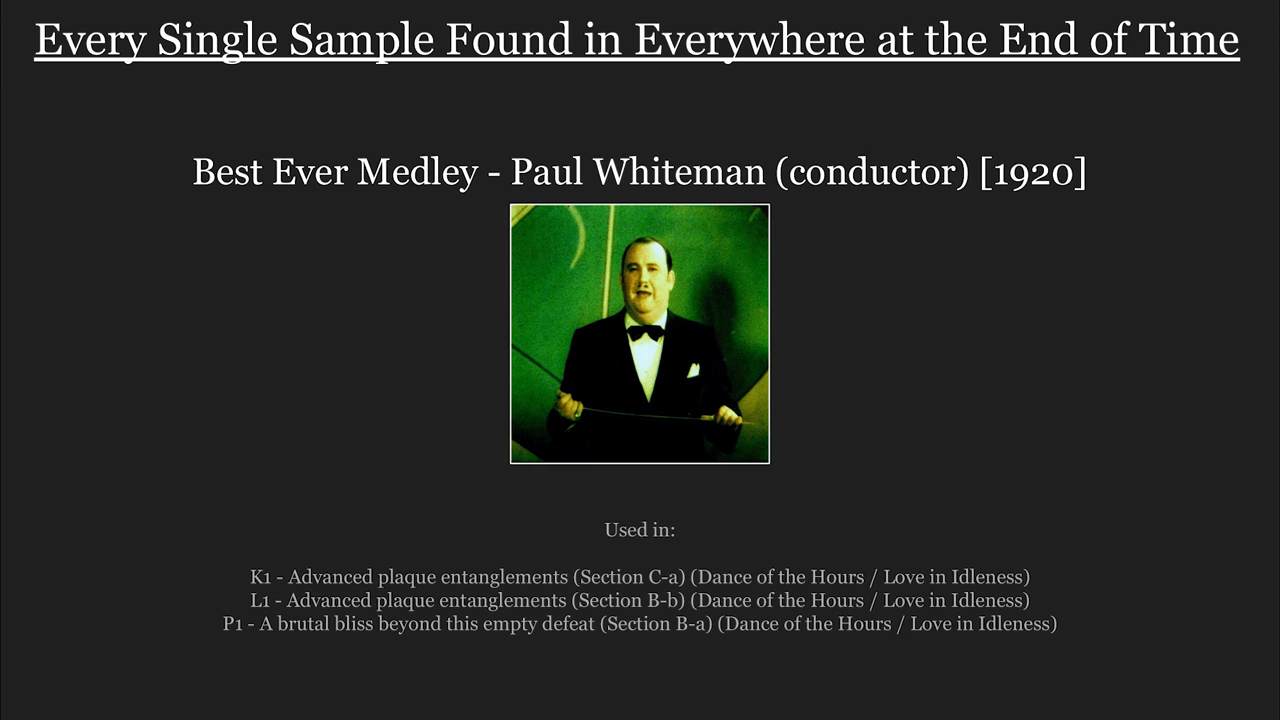 Every Single Sample Found in Everywhere at the End of Time
Best Ever Medley - Paul Whiteman (conductor) [1920]
Used in:
K1 - Advanced plaque entanglements (Section C-a) (Dance of the Hours / Love in Idleness)
L1 - Advanced plaque entanglements (Section B-b) (Dance of the Hours / Love in Idleness)
P1 - A brutal bliss beyond this empty defeat (Section B-a) (Dance of the Hours / Love in Idleness)